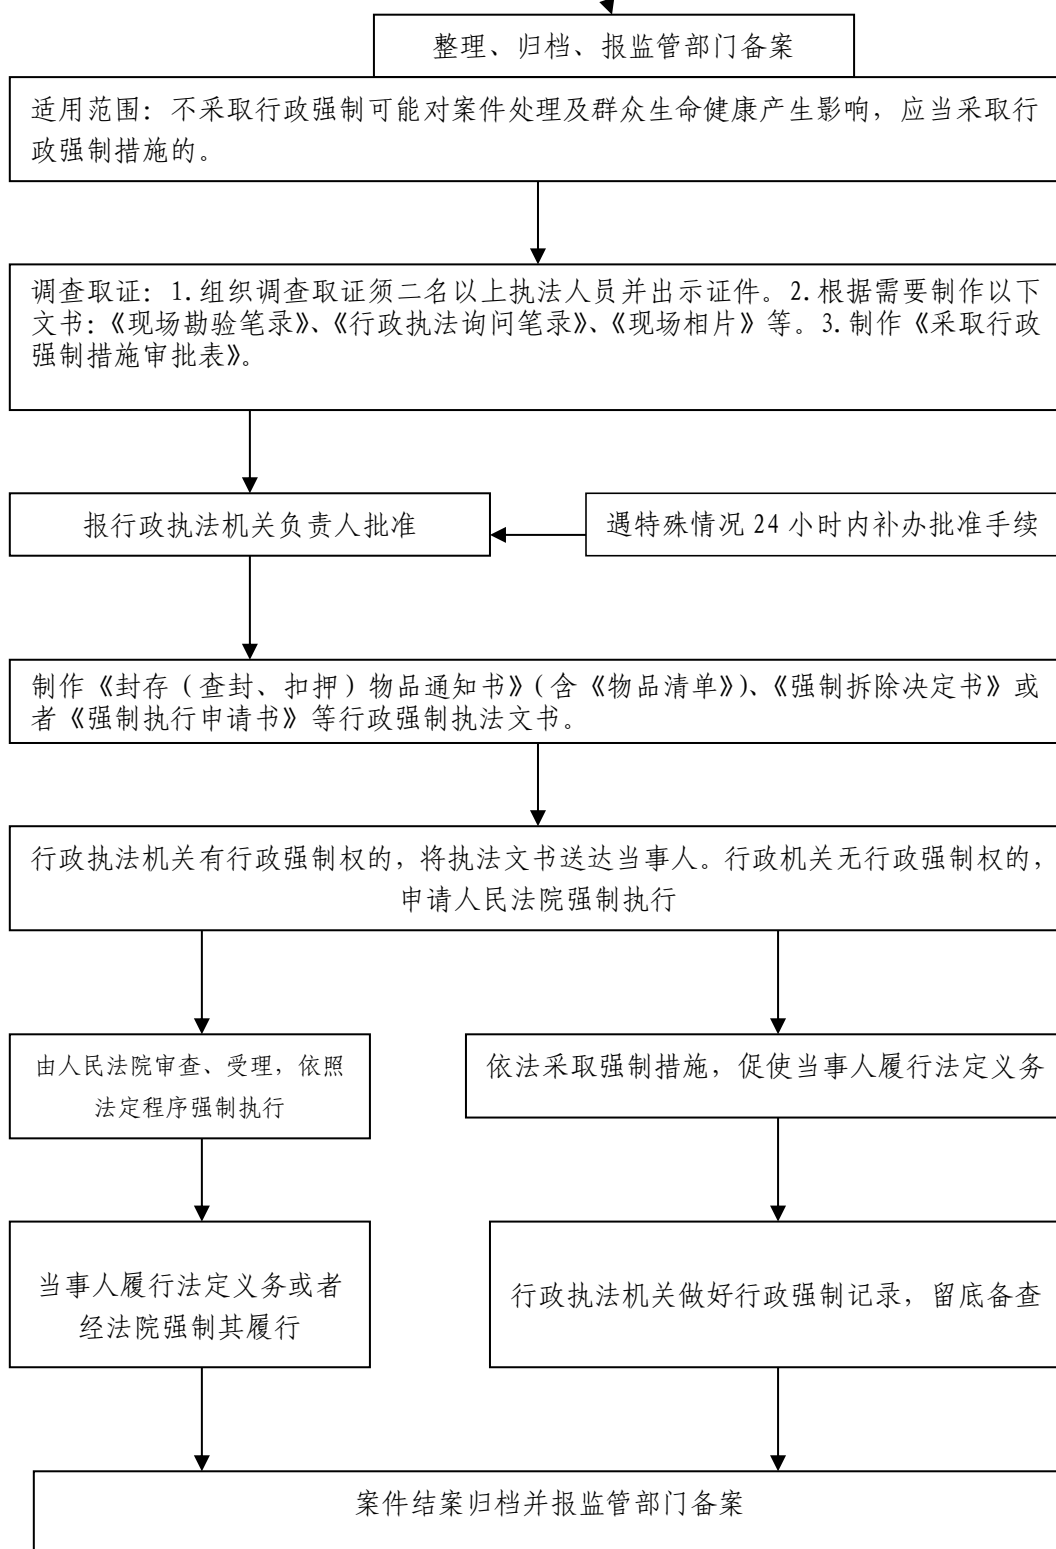 整理、归档、报监管部门备案
适用范围：不采取行政强制可能对案件处理及群众生命健康产生影响，应当采取行
政强制措施的。
调查取证：1.组织调查取证须二名以上执法人员并出示证件。2.根据需要制作以下
文书：《现场勘验笔录》、《行政执法询问笔录》、《现场相片》等。3.制作《采取行政
强制措施审批表》。
报行政执法机关负责人批准
遇特殊情况 24 小时内补办批准手续
制作《封存（查封、扣押）物品通知书》（含《物品清单》）、《强制拆除决定书》或
者《强制执行申请书》等行政强制执法文书。
行政执法机关有行政强制权的，将执法文书送达当事人。行政机关无行政强制权的，
申请人民法院强制执行
由人民法院审查、受理，依照
法定程序强制执行
依法采取强制措施，促使当事人履行法定义务
当事人履行法定义务或者
经法院强制其履行
行政执法机关做好行政强制记录，留底备查
案件结案归档并报监管部门备案